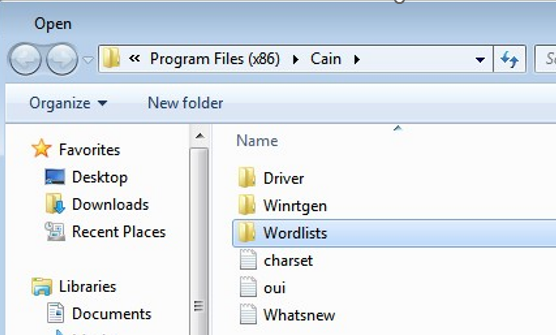 Open
« Program Files (x86) Cain
Organize New folder
Name
Favorites
Desktop
Downloads
Recent Places
Libraries
Documents
Driver
Winrtgen
Wordlists
charset
oui
Whatsnew